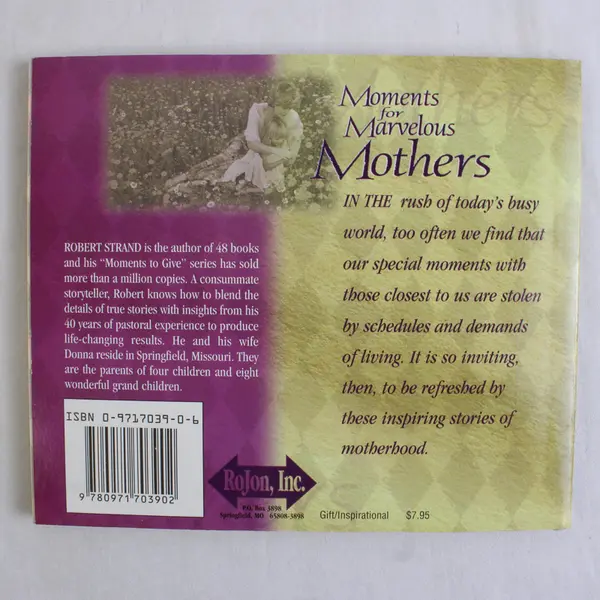 Moments
for
Marvelous
Mothers
IN THE rush of today's busy
world, too often we find that
our special moments with
those closest to us are stolen
by schedules and demands
of living. It is so inviting,
then, to be refreshed by
these inspiring stories of
motherhood.
ROBERT STRAND is the author of 48 books
and his "Moments to Give" series has sold
more than a million copies. A consummate
storyteller, Robert knows how to blend the
details of true stories with insights from his
40 years of pastoral experience to produce
life-changing results. He and his wife
Donna reside in Springfield, Missouri. They
are the parents of four children and eight
wonderful grand children.
ISBN 0-9717039-0-6
9 780971 703902
RoJon, Inc.
P.O. Box 3898
Springfield, MO 65808-3898
Gift/Inspirational $7.95